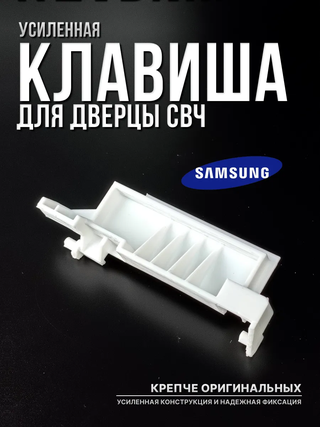 УСИЛЕННАЯ
КЛАВИША
ДЛЯ ДВЕРЦЫ СВЧ
SAMSUNG
КРЕПЧЕ ОРИГИНАЛЬНЫХ
УСИЛЕННАЯ КОНСТРУКЦИЯ И НАДЕЖНАЯ ФИКСАЦИЯ